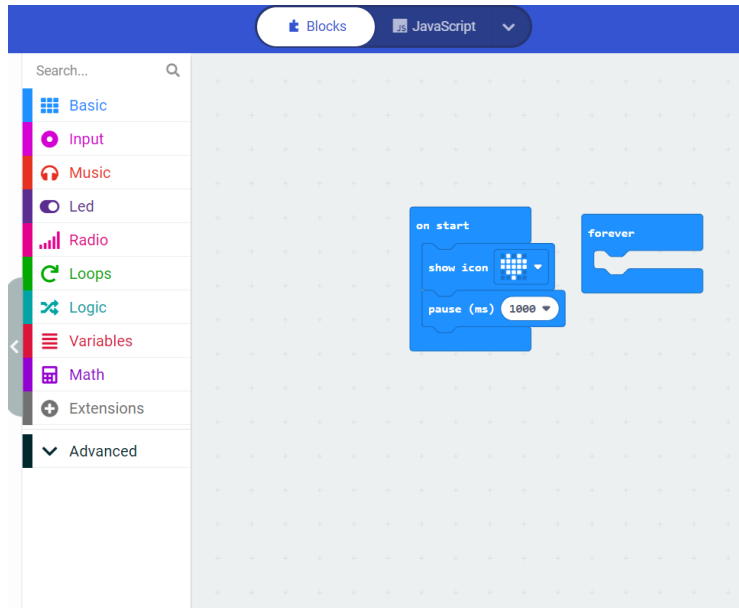 Blocks
JS JavaScript
Search...
Basic
Input
Music
Led
Radio
Loops
Logic
Variables
Math
Extensions
Advanced
on start
show icon
pause (ms) 1000
forever